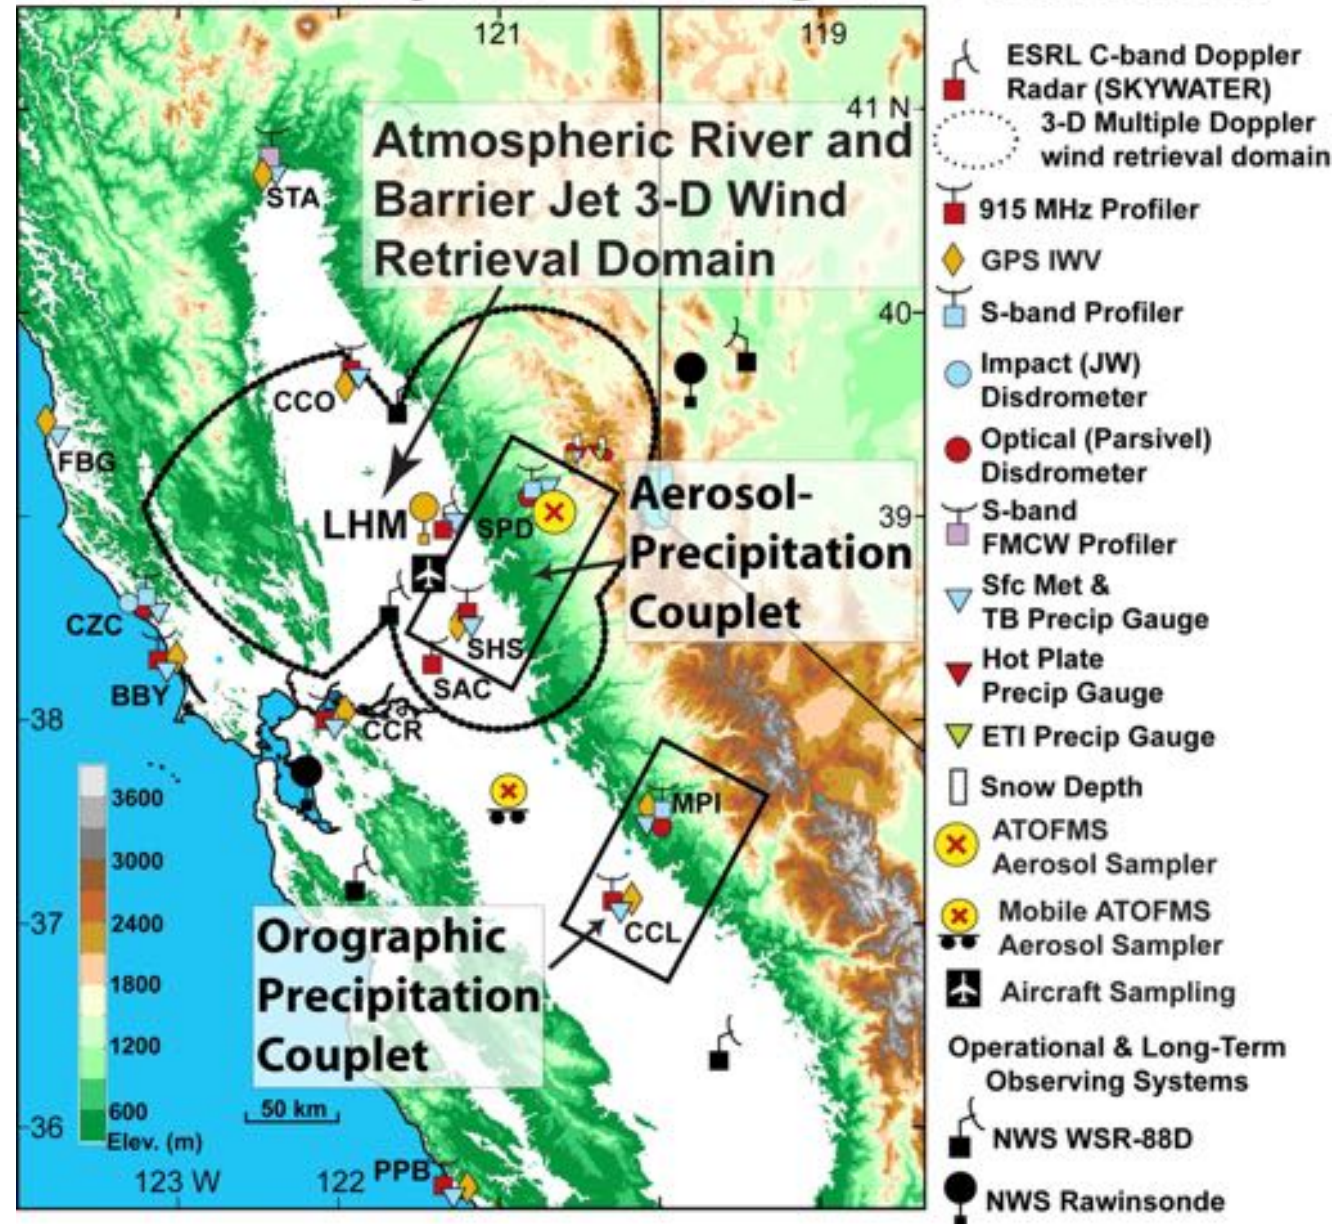 121
119
41 N
Atmospheric River and
Barrier Jet 3-D Wind
Retrieval Domain
STA
40
CCO
FBG
LHM
SPD
Aerosol-
Precipitation
Couplet
39
CZC
SHS
BBY
SAC
CCR
38
MPI
3600
3000
2400
1800
1200
600
Elev. (m)
CCL
37
Orographic
Precipitation
Couplet
50 km
36
PPB
123 W
122
ESRL C-band Doppler
Radar (SKYWATER)
3-D Multiple Doppler
wind retrieval domain
915 MHz Profiler
GPS IWV
S-band Profiler
Impact (JW)
Disdrometer
Optical (Parsivel)
Disdrometer
S-band
FMCW Profiler
Sfc Met &
TB Precip Gauge
Hot Plate
Precip Gauge
ETI Precip Gauge
Snow Depth
ATOFMS
Aerosol Sampler
Mobile ATOFMS
Aerosol Sampler
Aircraft Sampling
Operational & Long-Term
Observing Systems
NWS WSR-88D
NWS Rawinsonde